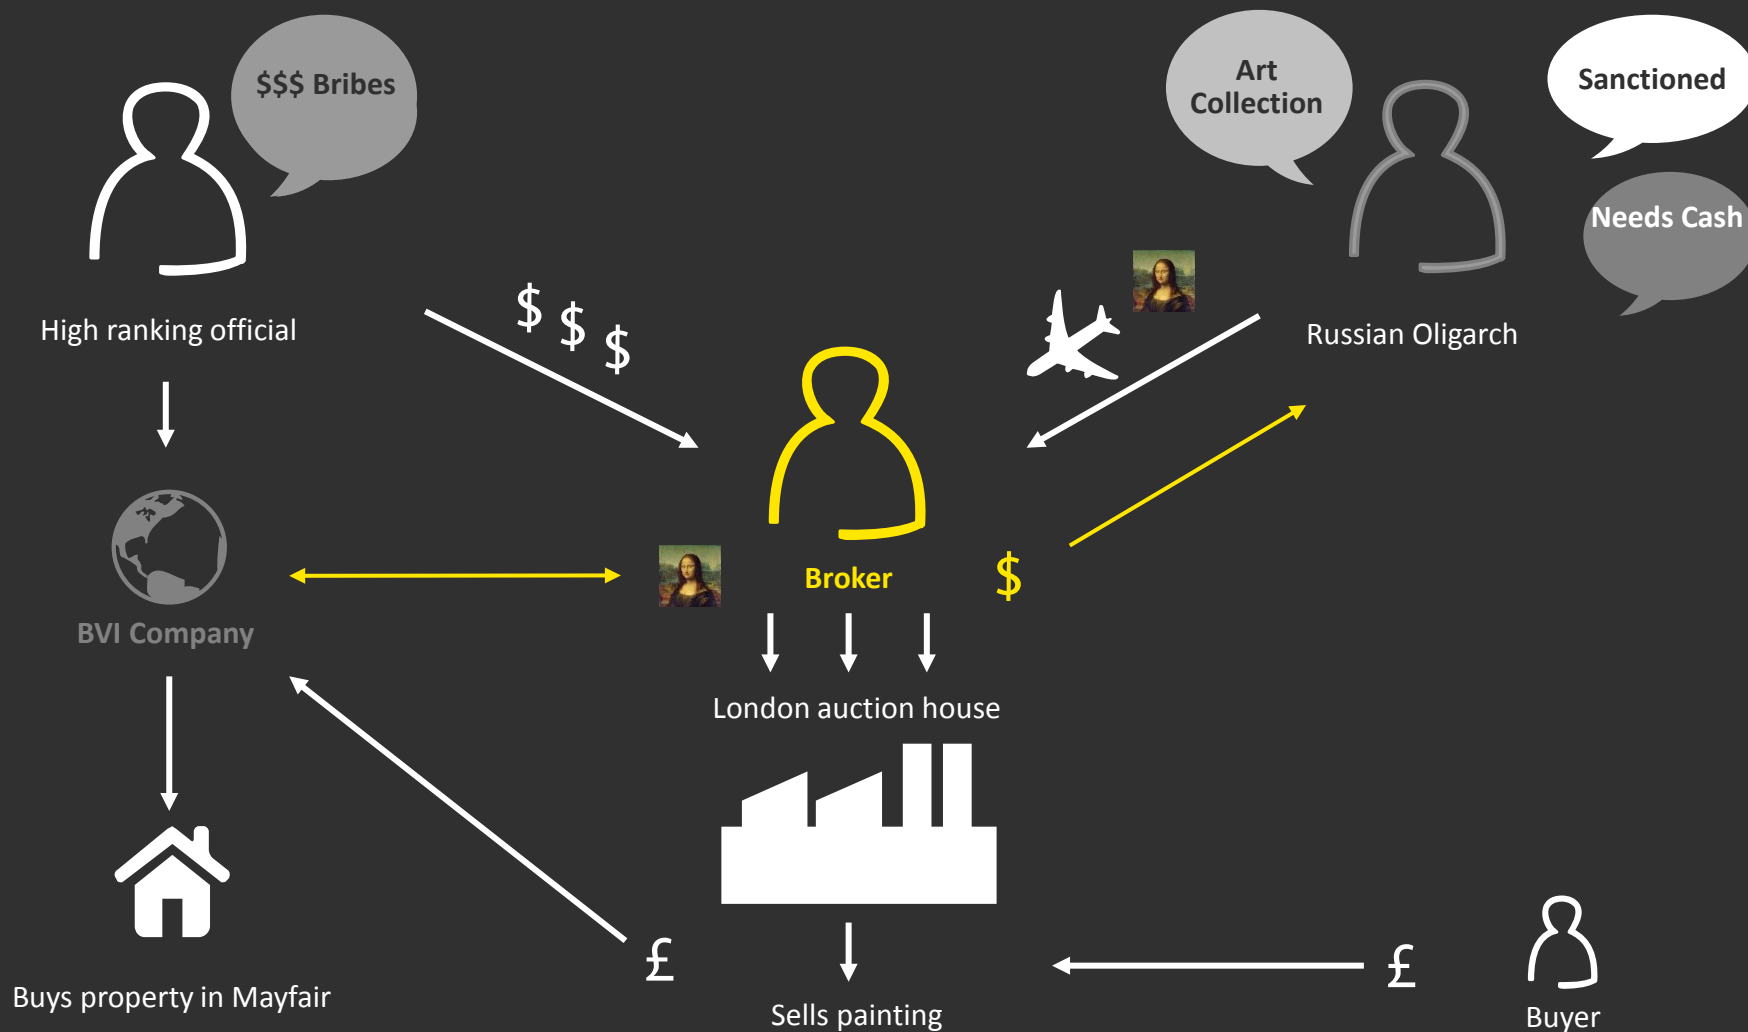 $$$ Bribes
Art
Collection
Sanctioned
Needs Cash
High ranking official
$ $ $
Russian Oligarch
Broker
$
BVI Company
London auction house
£
£
Buys property in Mayfair
Sells painting
Buyer